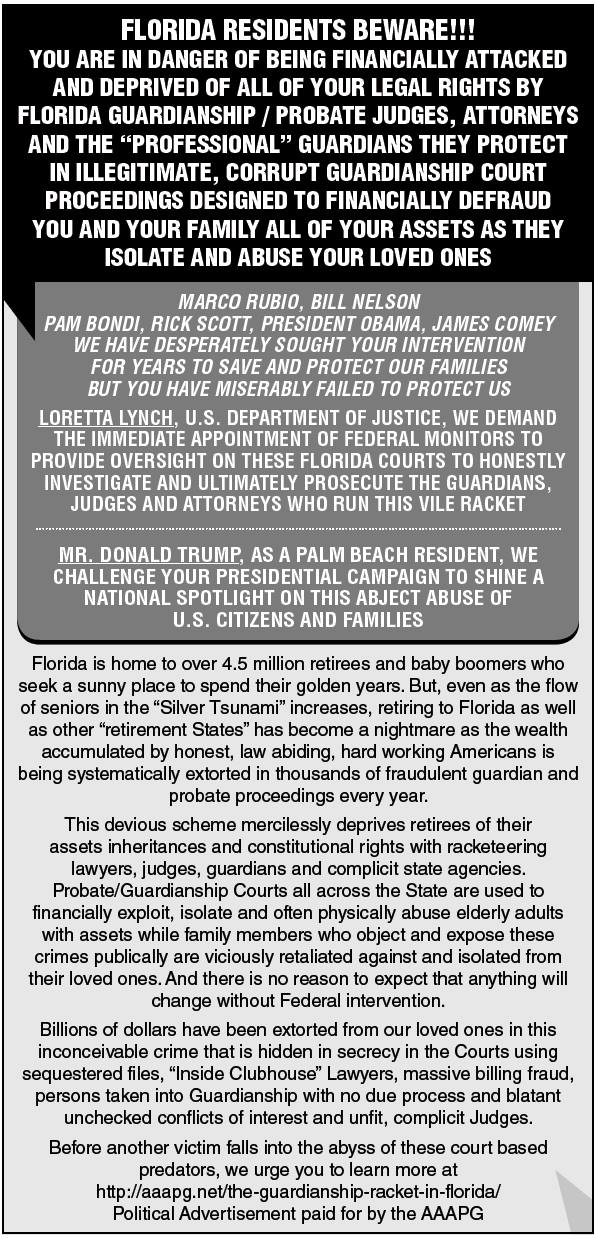 FLORIDA RESIDENTS BEWARE!!!
YOU ARE IN DANGER OF BEING FINANCIALLY ATTACKED
AND DEPRIVED OF ALL OF YOUR LEGAL RIGHTS BY
FLORIDA GUARDIANSHIP / PROBATE JUDGES, ATTORNEYS
AND THE “PROFESSIONAL” GUARDIANS THEY PROTECT
IN ILLEGITIMATE, CORRUPT GUARDIANSHIP COURT
PROCEEDINGS DESIGNED TO FINANCIALLY DEFRAUD
YOU AND YOUR FAMILY ALL OF YOUR ASSETS AS THEY
ISOLATE AND ABUSE YOUR LOVED ONES
MARCO RUBIO, BILL NELSON
PAM BONDI, RICK SCOTT, PRESIDENT OBAMA, JAMES COMEY
WE HAVE DESPERATELY SOUGHT YOUR INTERVENTION
FOR YEARS TO SAVE AND PROTECT OUR FAMILIES
BUT YOU HAVE MISERABLY FAILED TO PROTECT US
LORETTA LYNCH, U.S. DEPARTMENT OF JUSTICE, WE DEMAND
THE IMMEDIATE APPOINTMENT OF FEDERAL MONITORS TO
PROVIDE OVERSIGHT ON THESE FLORIDA COURTS TO HONESTLY
INVESTIGATE AND ULTIMATELY PROSECUTE THE GUARDIANS,
JUDGES AND ATTORNEYS WHO RUN THIS VILE RACKET
MR. DONALD TRUMP, AS A PALM BEACH RESIDENT, WE
CHALLENGE YOUR PRESIDENTIAL CAMPAIGN TO SHINE A
NATIONAL SPOTLIGHT ON THIS ABJECT ABUSE OF
U.S. CITIZENS AND FAMILIES
Florida is home to over 4.5 million retirees and baby boomers who
seek a sunny place to spend their golden years. But, even as the flow
of seniors in the “Silver Tsunami” increases, retiring to Florida as well
as other “retirement States” has become a nightmare as the wealth
accumulated by honest, law abiding, hard working Americans is
being systematically extorted in thousands of fraudulent guardian and
probate proceedings every year.
This devious scheme mercilessly deprives retirees of their
assets inheritances and constitutional rights with racketeering
lawyers, judges, guardians and complicit state agencies.
Probate/Guardianship Courts all across the State are used to
financially exploit, isolate and often physically abuse elderly adults
with assets while family members who object and expose these
crimes publically are viciously retaliated against and isolated from
their loved ones. And there is no reason to expect that anything will
change without Federal intervention.
Billions of dollars have been extorted from our loved ones in this
inconceivable crime that is hidden in secrecy in the Courts using
sequestered files, “Inside Clubhouse” Lawyers, massive billing fraud,
persons taken into Guardianship with no due process and blatant
unchecked conflicts of interest and unfit, complicit Judges.
Before another victim falls into the abyss of these court based
predators, we urge you to learn more at
http://aaapg.net/the-guardianship-racket-in-florida/
Political Advertisement paid for by the AAAPG